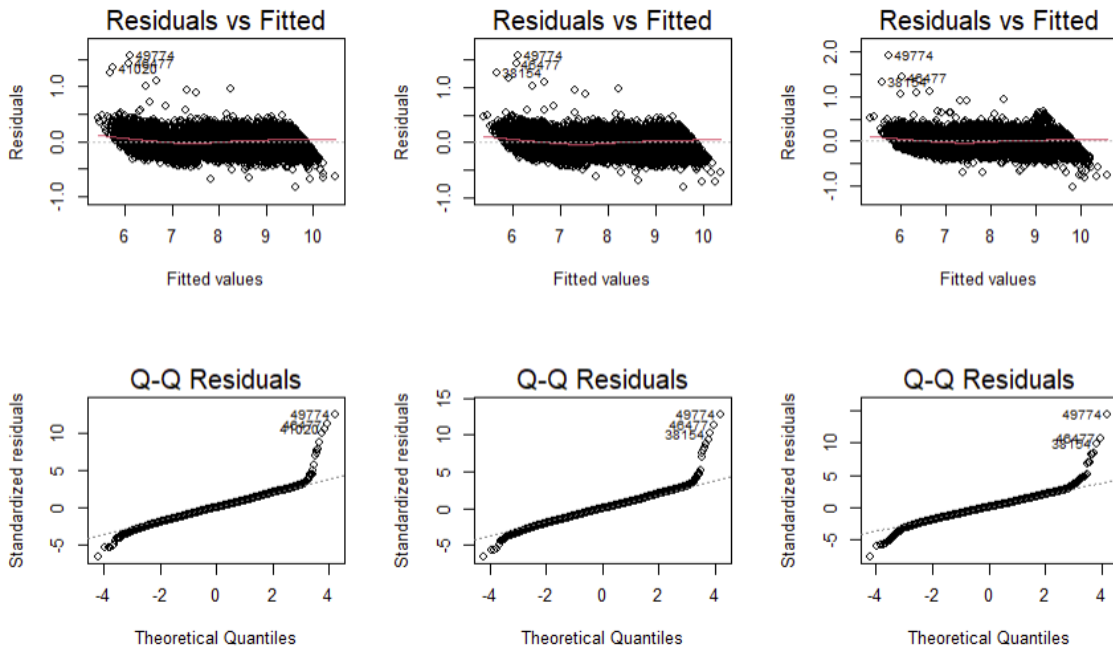 Residuals vs Fitted
Residuals vs Fitted
Residuals vs Fitted
Residuals
1.0
0.0
-1.0
49774
46477
41020
6 7 8 9 10
Fitted values
Residuals
1.0
0.0
-1.0
49774
46477
38154
6 7 8 9 10
Fitted values
Residuals
2.0
1.0
0.0
-1.0
49774
46477
38154
6 7 8 9 10
Fitted values
Q-Q Residuals
Q-Q Residuals
Q-Q Residuals
Standardized residuals
10
5
0
-5
49774
46477
41020
-4 -2 0 2 4
Theoretical Quantiles
Standardized residuals
15
10
5
0
-5
49774
46477
38154
-4 -2 0 2 4
Theoretical Quantiles
Standardized residuals
10
5
0
-5
49774
46477
38154
-4 -2 0 2 4
Theoretical Quantiles